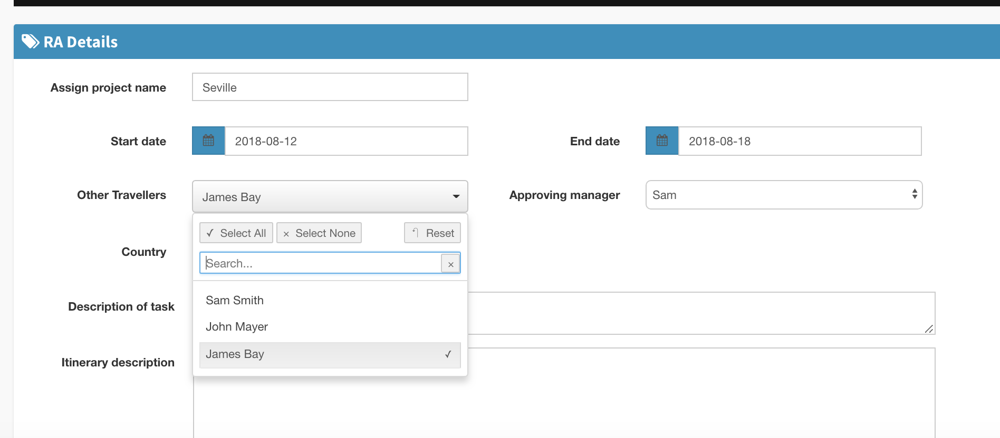 RA Details
Assign project name
Seville
Start date
2018-08-12
End date
2018-08-18
Other Travellers
James Bay
Approving manager
Sam
✓ Select All
× Select None
Reset
Country
Search...
×
Sam Smith
Description of task
John Mayer
James Bay ✓
Itinerary description